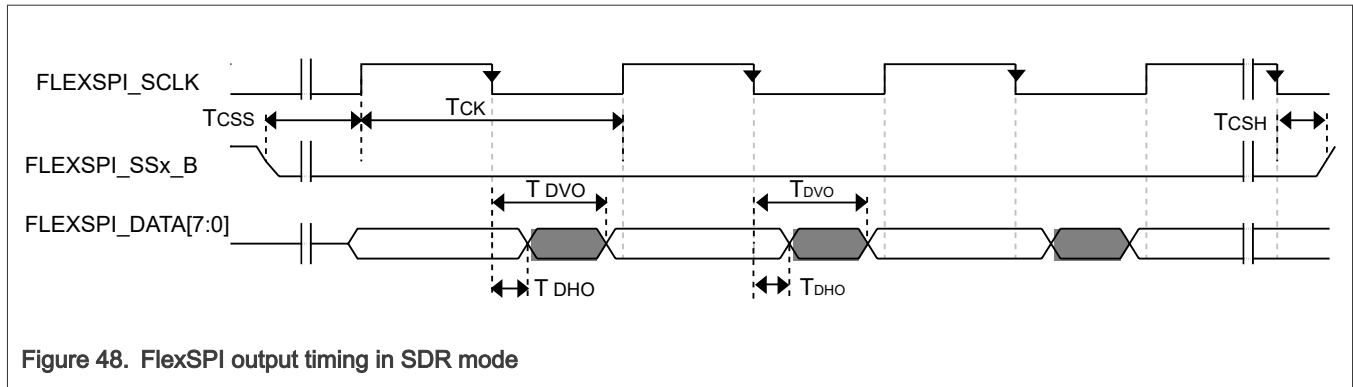 FLEXSPI_SCLK
TCSS
TCK
TCSH
FLEXSPI_SSx_B
T DVO
TDVO
FLEXSPI_DATA[7:0]
T DHO
TDHO
Figure 48. FlexSPI output timing in SDR mode